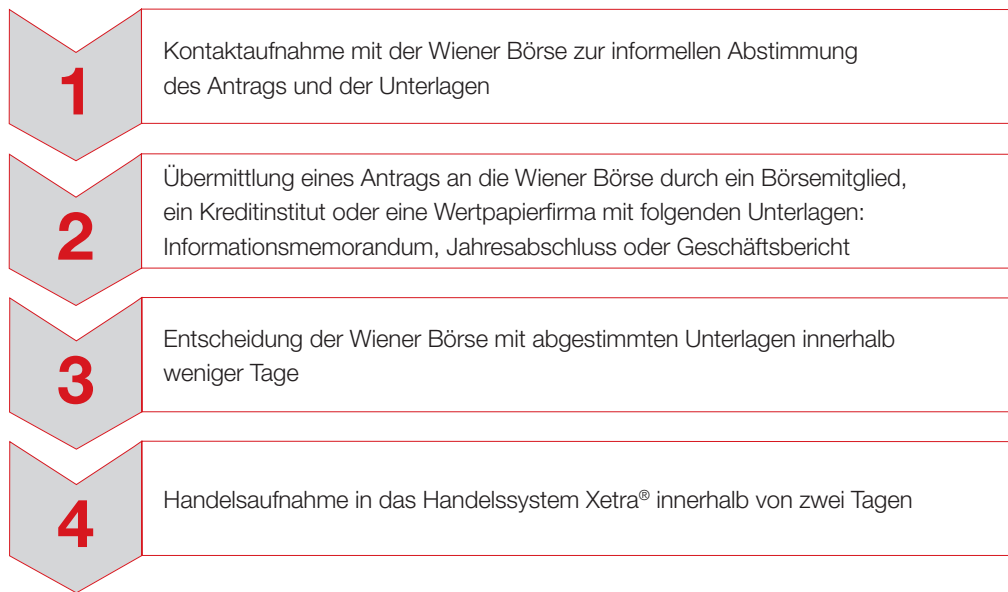 1
Kontaktaufnahme mit der Wiener Börse zur informellen Abstimmung
des Antrags und der Unterlagen
2
Übermittlung eines Antrags an die Wiener Börse durch ein Börsemitglied,
ein Kreditinstitut oder eine Wertpapierfirma mit folgenden Unterlagen:
Informationsmemorandum, Jahresabschluss oder Geschäftsbericht
3
Entscheidung der Wiener Börse mit abgestimmten Unterlagen innerhalb
weniger Tage
4
Handelsaufnahme in das Handelssystem Xetra® innerhalb von zwei Tagen